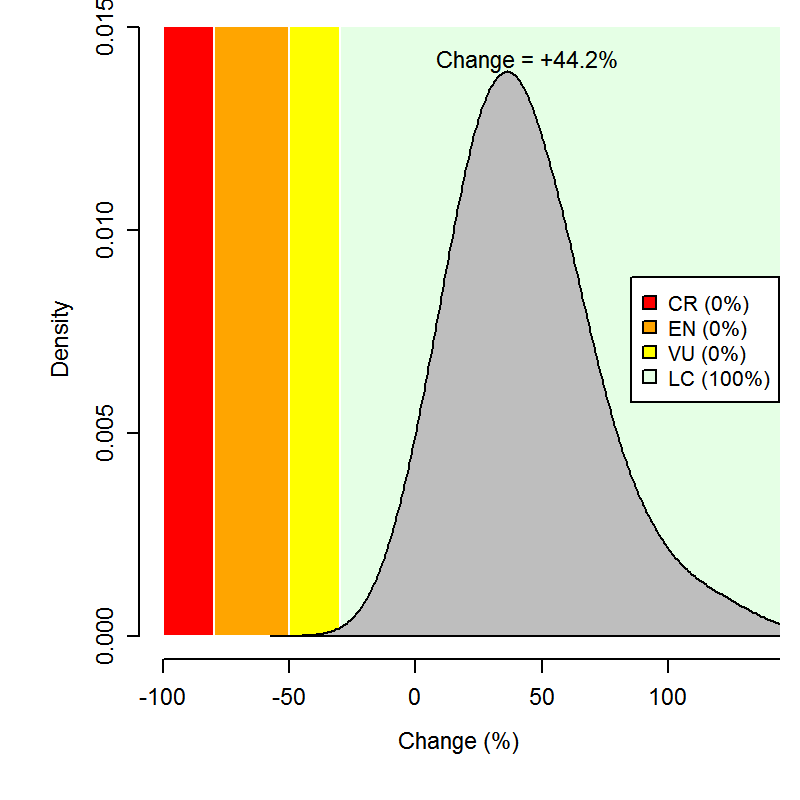 Change = +44.2%
0.015
0.010
0.005
0.000
Density
CR (0%)
EN (0%)
VU (0%)
LC (100%)
-100
-50
0
50
100
Change (%)